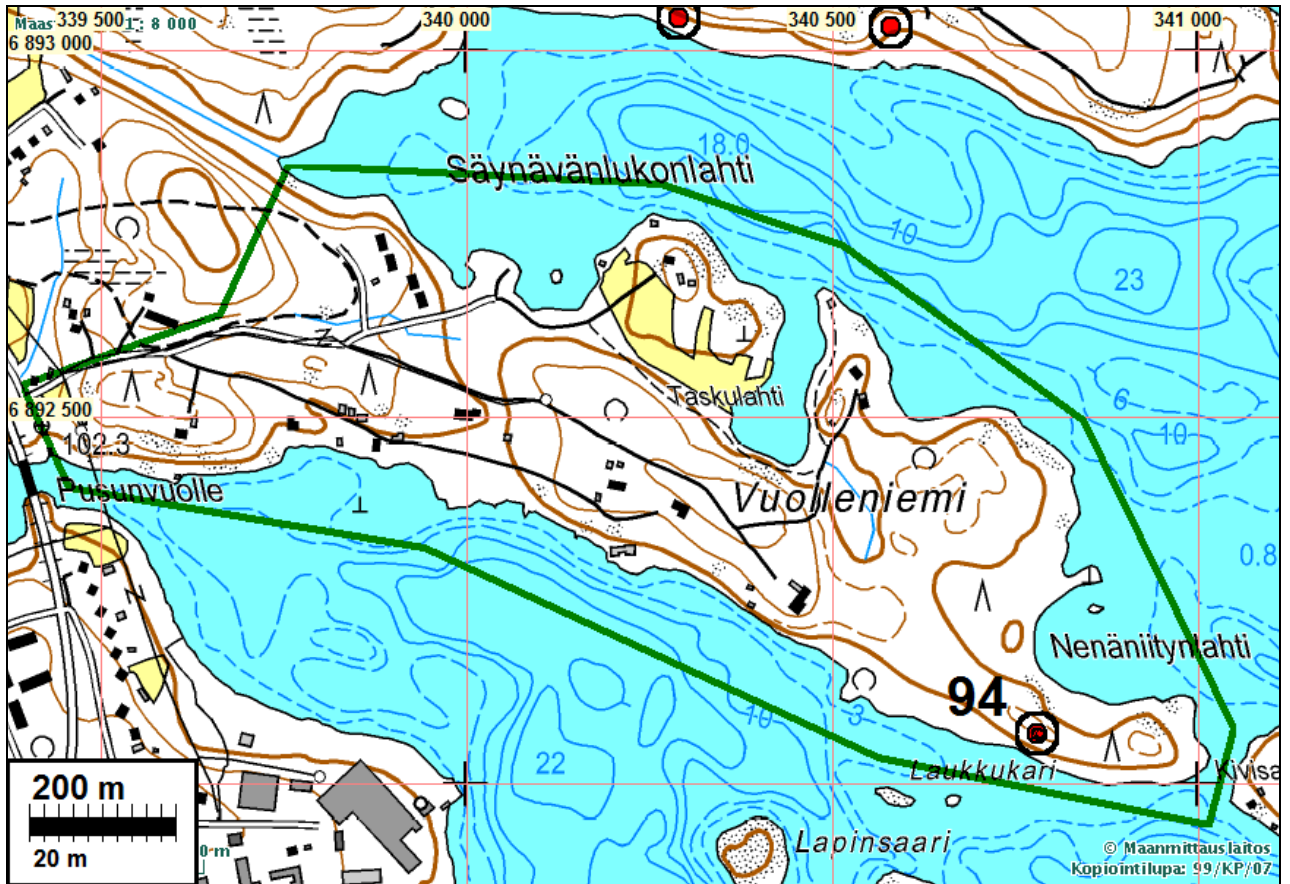 Maas 339 500 1: 8 000 340 000 340 500 341 000
6 893 000
18.0
Säynävänlukonlahti
10
23
6
Taskulahti
6 892 500
10
102.3
Pusunvuolle
Vuolleniemi
0.8
Nenäniitynlahti
94
10
3
22
Laukkukari
Kivisa
200 m
20 m
0 m
Lapinsaari
© Maanmittauslaitos
Kopiointilupa: 99/KP/07